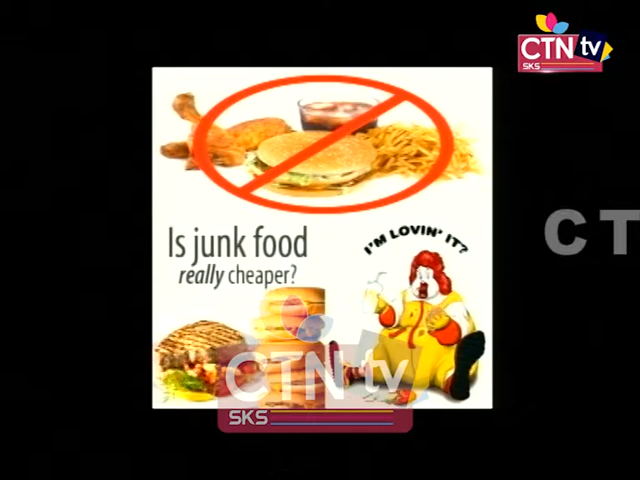 CTN tv
SKS
CT
Is junk food
really cheaper?
I'M LOVIN' IT?
CTN tv
SKS